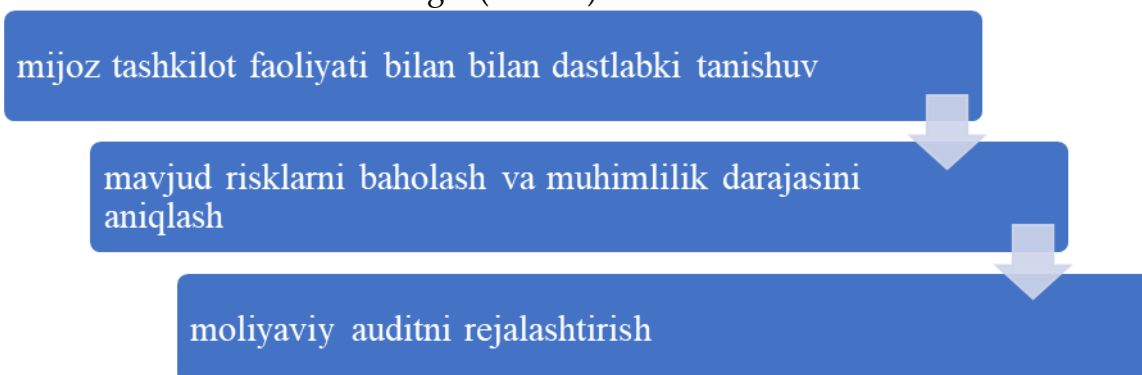 mijoz tashkilot faoliyati bilan bilan dastlabki tanishuv
mavjud risklarni baholash va muhimlilik darajasini
aniqlash
moliyaviy auditni rejalashtirish